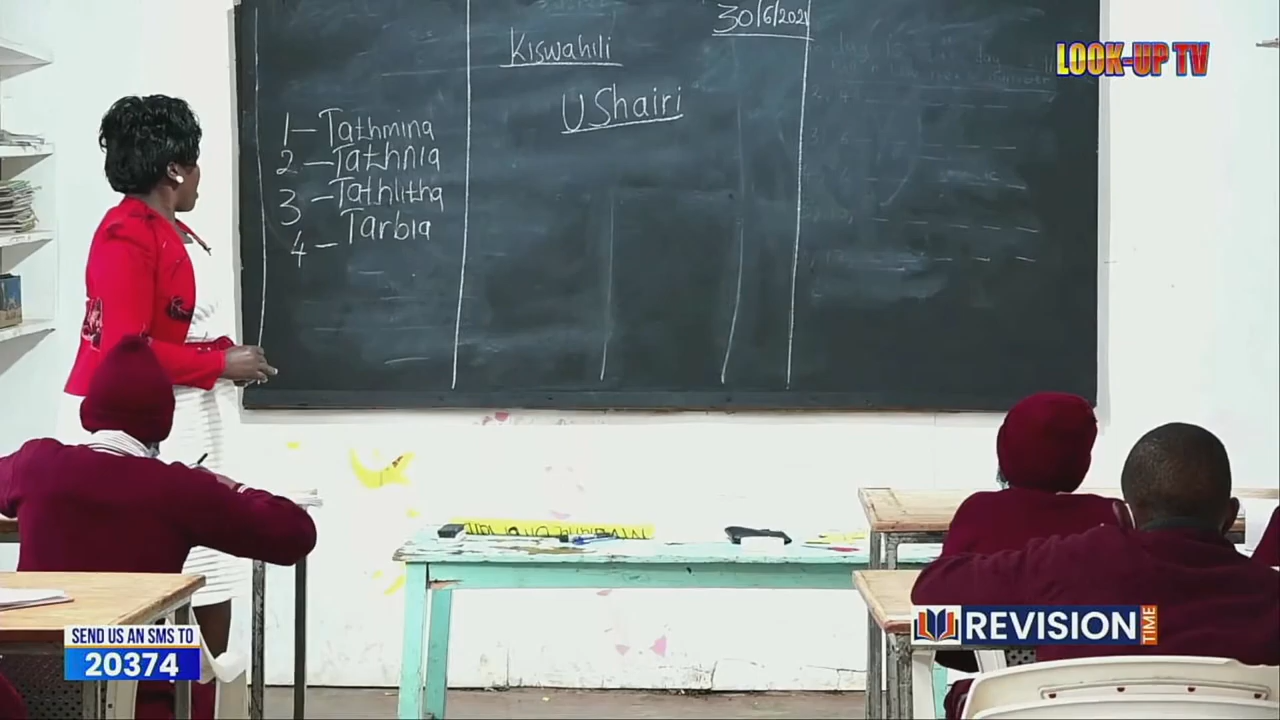 30/6/2021
Kiswahili
UShairi
1 - Tathmina
2 - Tathnia
3 - Tathlitha
4 - Tarbia
LOOK-UP TV
SEND US AN SMS TO
20374
REVISION TIME